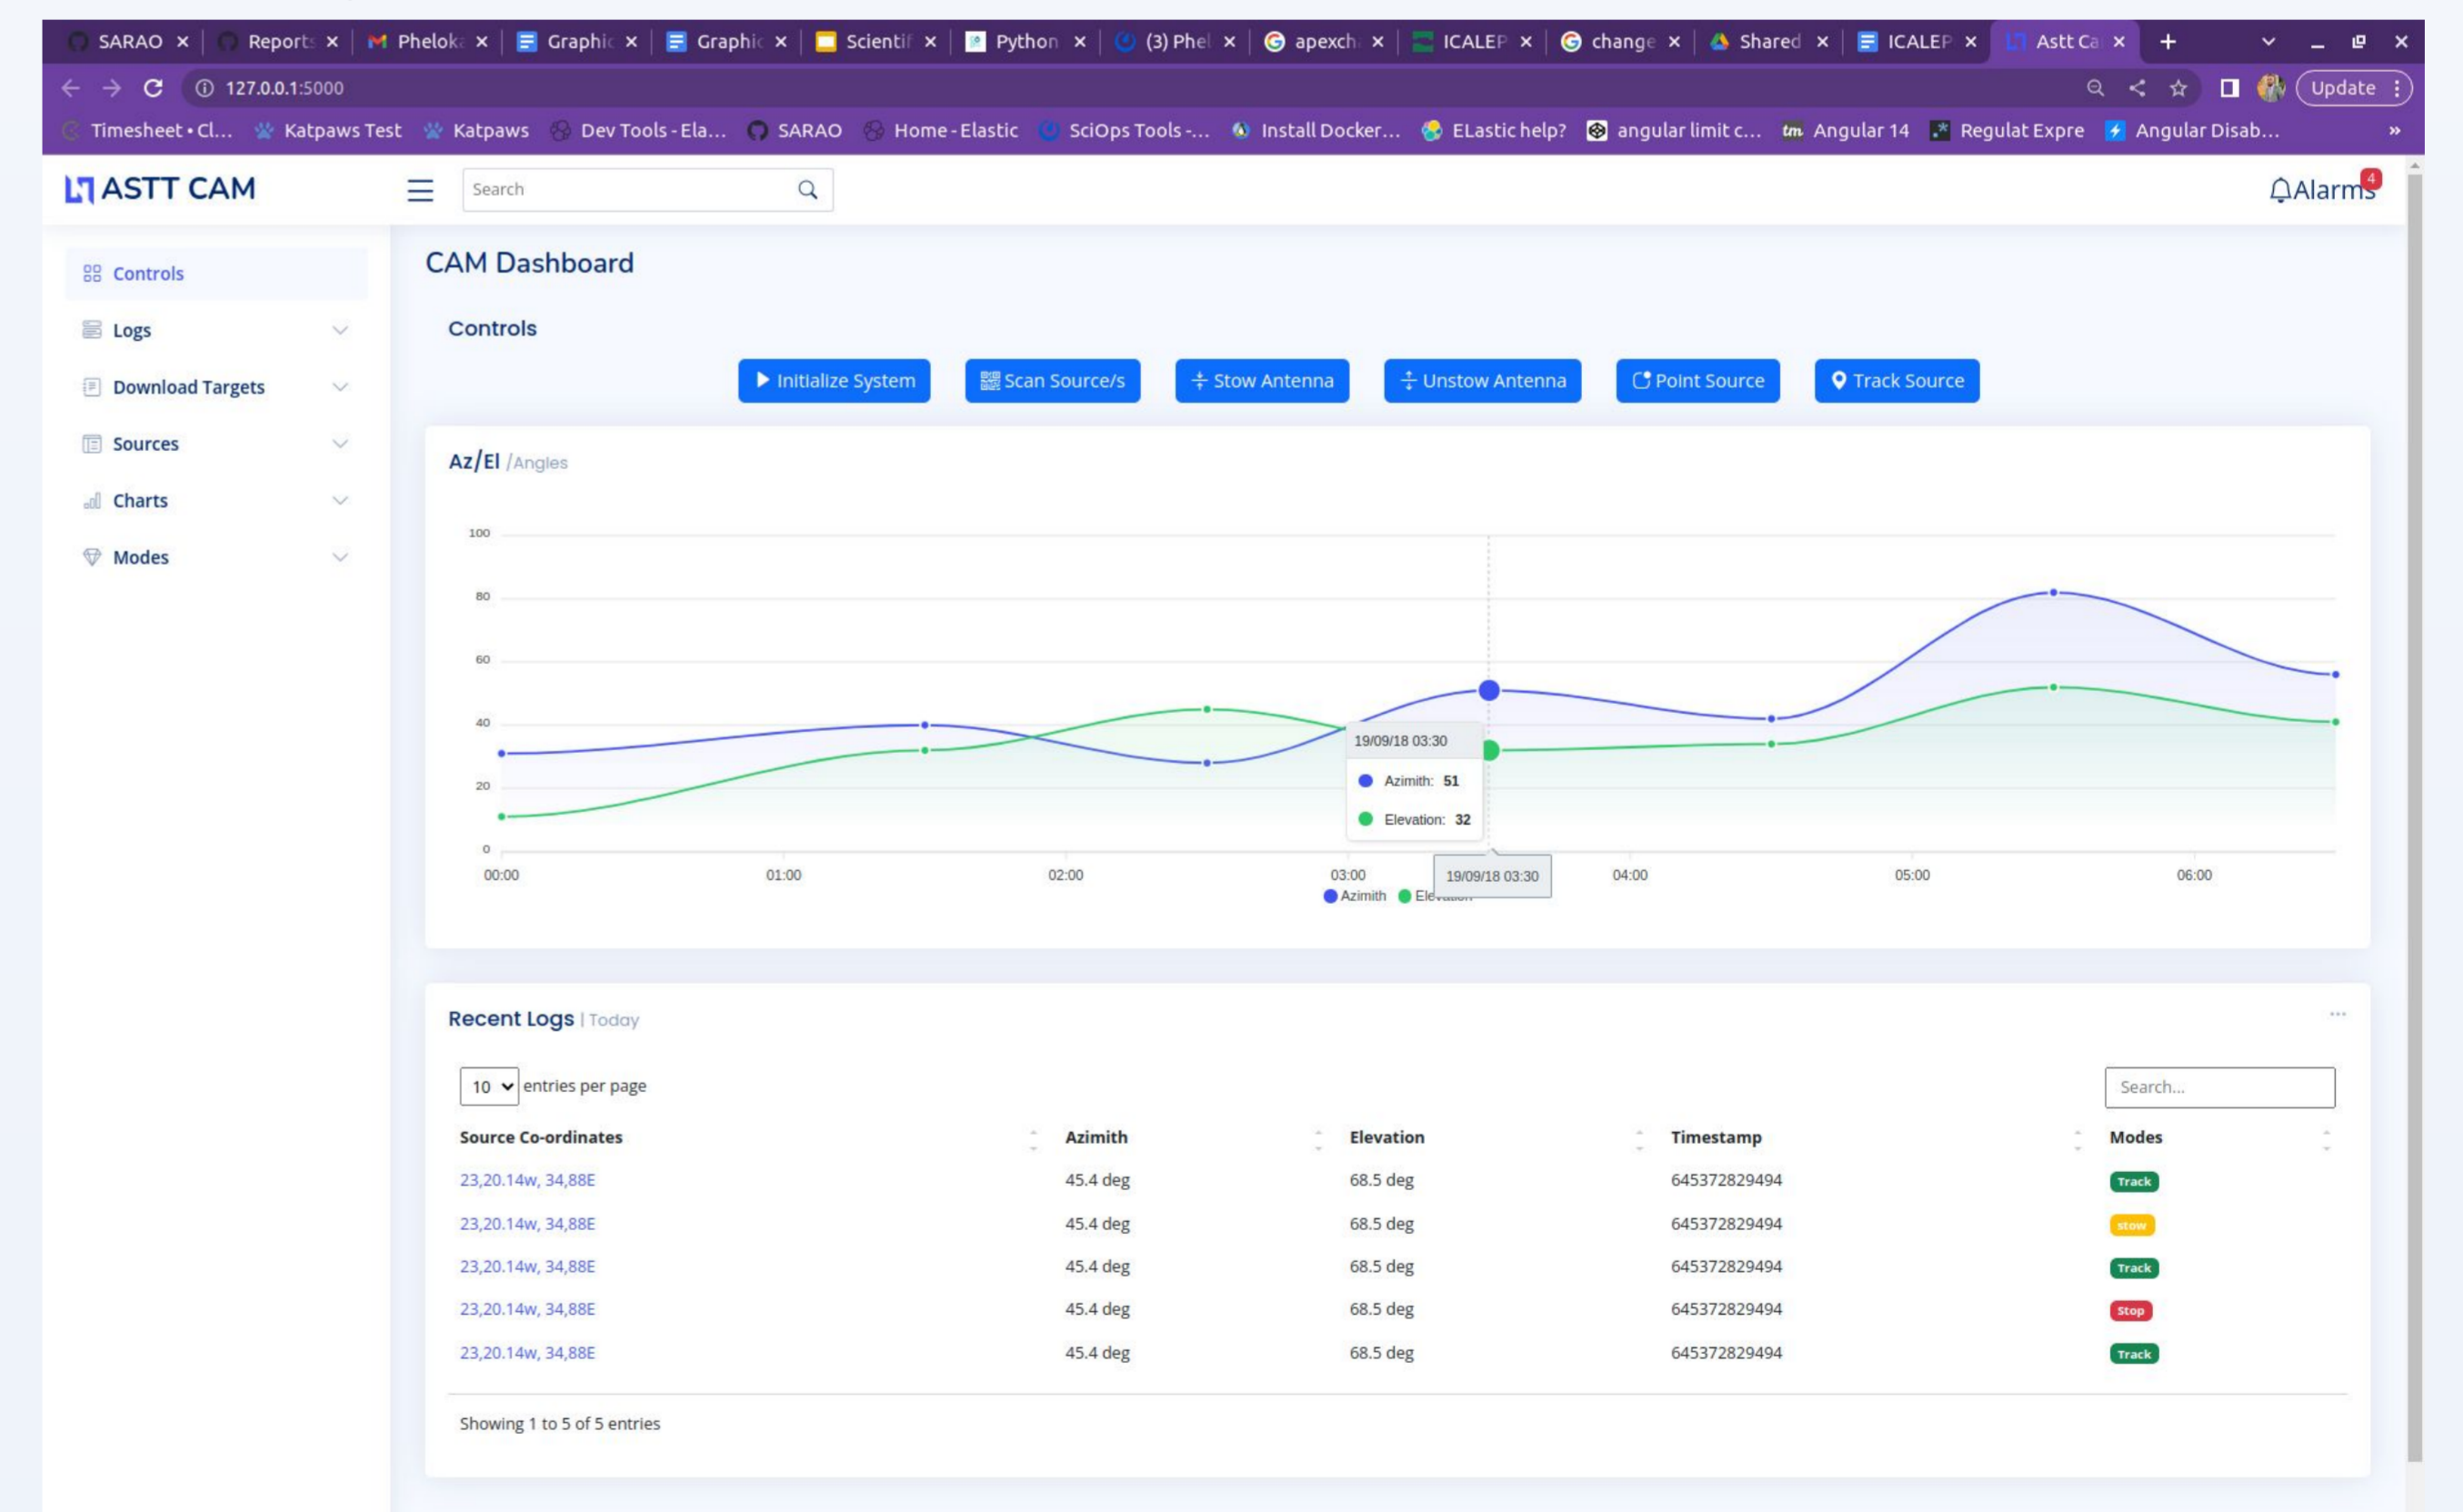 SARAO Reports Pheloka Graphic Graphic Scientif Python (3) Phel apexch ICALEP change Shared ICALEP Astt Ca
127.0.0.1:5000 Update
Timesheet • Cl... Katpaws Test Katpaws Dev Tools - Ela... SARAO Home - Elastic SciOps Tools -... Install Docker... ELastic help? angular limit c... tm Angular 14 Regulat Expre Angular Disab... »
ASTT CAM Search Alarms 4
Controls
Logs
Download Targets
Sources
Charts
Modes
CAM Dashboard
Controls
Initialize System Scan Source/s Stow Antenna Unstow Antenna Point Source Track Source
Az/El /Angles
100
80
60
40
20
0
19/09/18 03:30
Azimith: 51
Elevation: 32
00:00 01:00 02:00 03:00 19/09/18 03:30 04:00 05:00 06:00
Azimith
Recent Logs | Today ...
10 entries per page Search...
Source Co-ordinates Azimith Elevation Timestamp Modes
23,20.14w, 34,88E 45.4 deg 68.5 deg 645372829494 Track
23,20.14w, 34,88E 45.4 deg 68.5 deg 645372829494 stow
23,20.14w, 34,88E 45.4 deg 68.5 deg 645372829494 Track
23,20.14w, 34,88E 45.4 deg 68.5 deg 645372829494 Stop
23,20.14w, 34,88E 45.4 deg 68.5 deg 645372829494 Track
Showing 1 to 5 of 5 entries